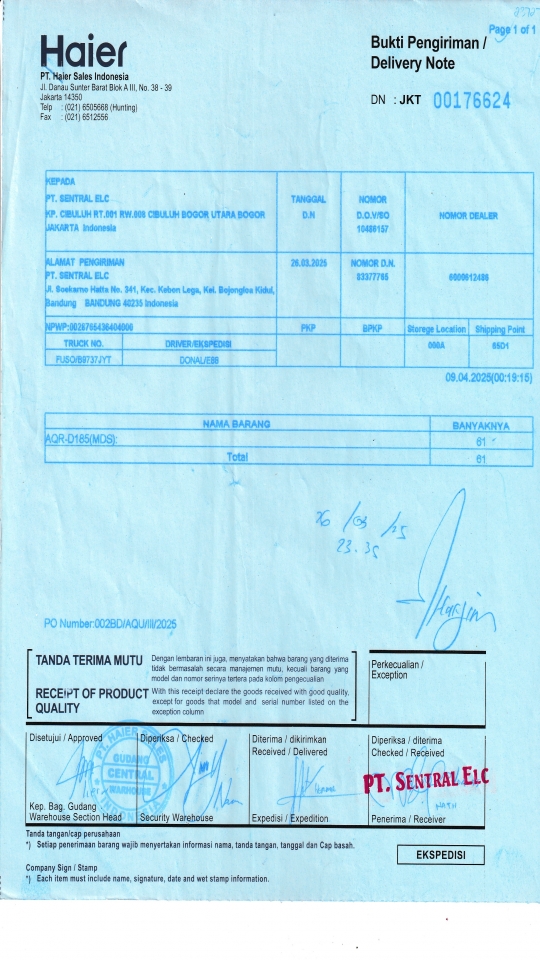 Page 1 of 1
Haier
PT. Haier Sales Indonesia
Jl. Danau Sunter Barat Blok A III, No. 38 - 39
Jakarta 14350
Telp : (021) 6505668 (Hunting)
Fax : (021) 6512556
Bukti Pengiriman /
Delivery Note
DN : JKT 00176624
KEPADA
PT. SENTRAL ELC
KP. CIBULUH RT.001 RW.008 CIBULUH BOGOR UTARA BOGOR
JAKARTA Indonesia
TANGGAL
D.N
NOMOR
D.O.V/SO
10486157
NOMOR DEALER
ALAMAT PENGIRIMAN
PT. SENTRAL ELC
Jl. Soekarno Hatta No. 341, Kec. Kebon Lega, Kel. Bojongloa Kidul,
Bandung BANDUNG 40235 Indonesia
26.03.2025
NOMOR D.N.
83377785
6000612486
NPWP:0028765436404000
PKP
BPKP
Storege Location
Shipping Point
TRUCK NO.
DRIVER/EKSPEDISI
000A
65D1
FUSO/B9737JYT
DONAL/EBB
09.04.2025(00:19:15)
NAMA BARANG
BANYAKNYA
AQR-D185(MDS):
61
Total
61
26/03/25
23.35
PO Number:002BD/AQU/III/2025
TANDA TERIMA MUTU
Dengan lembaran ini juga, menyatakan bahwa barang yang diterima
tidak bermasalah secara manajemen mutu, kecuali barang yang
model dan nomor serinya tertera pada kolom pengecualian
RECEIPT OF PRODUCT
QUALITY
With this receipt declare the goods received with good quality,
except for goods that model and serial number listed on the
exception column
Perkecualian /
Exception
Disetujui / Approved
Diperiksa / Checked
Diterima / dikirimkan
Received / Delivered
Diperiksa / diterima
Checked / Received
HAIER SALES
GUDANG
CENTRAL
WAREHOUSE
INDONESIA
PT. SENTRAL ELC
Kep. Bag. Gudang
Warehouse Section Head
Security Warehouse
Expedisi / Expedition
Penerima / Receiver
Tanda tangan/cap perusahaan
*) Setiap penerimaan barang wajib menyertakan informasi nama, tanda tangan, tanggal dan Cap basah.
EKSPEDISI
Company Sign / Stamp
*) Each item must include name, signature, date and wet stamp information.